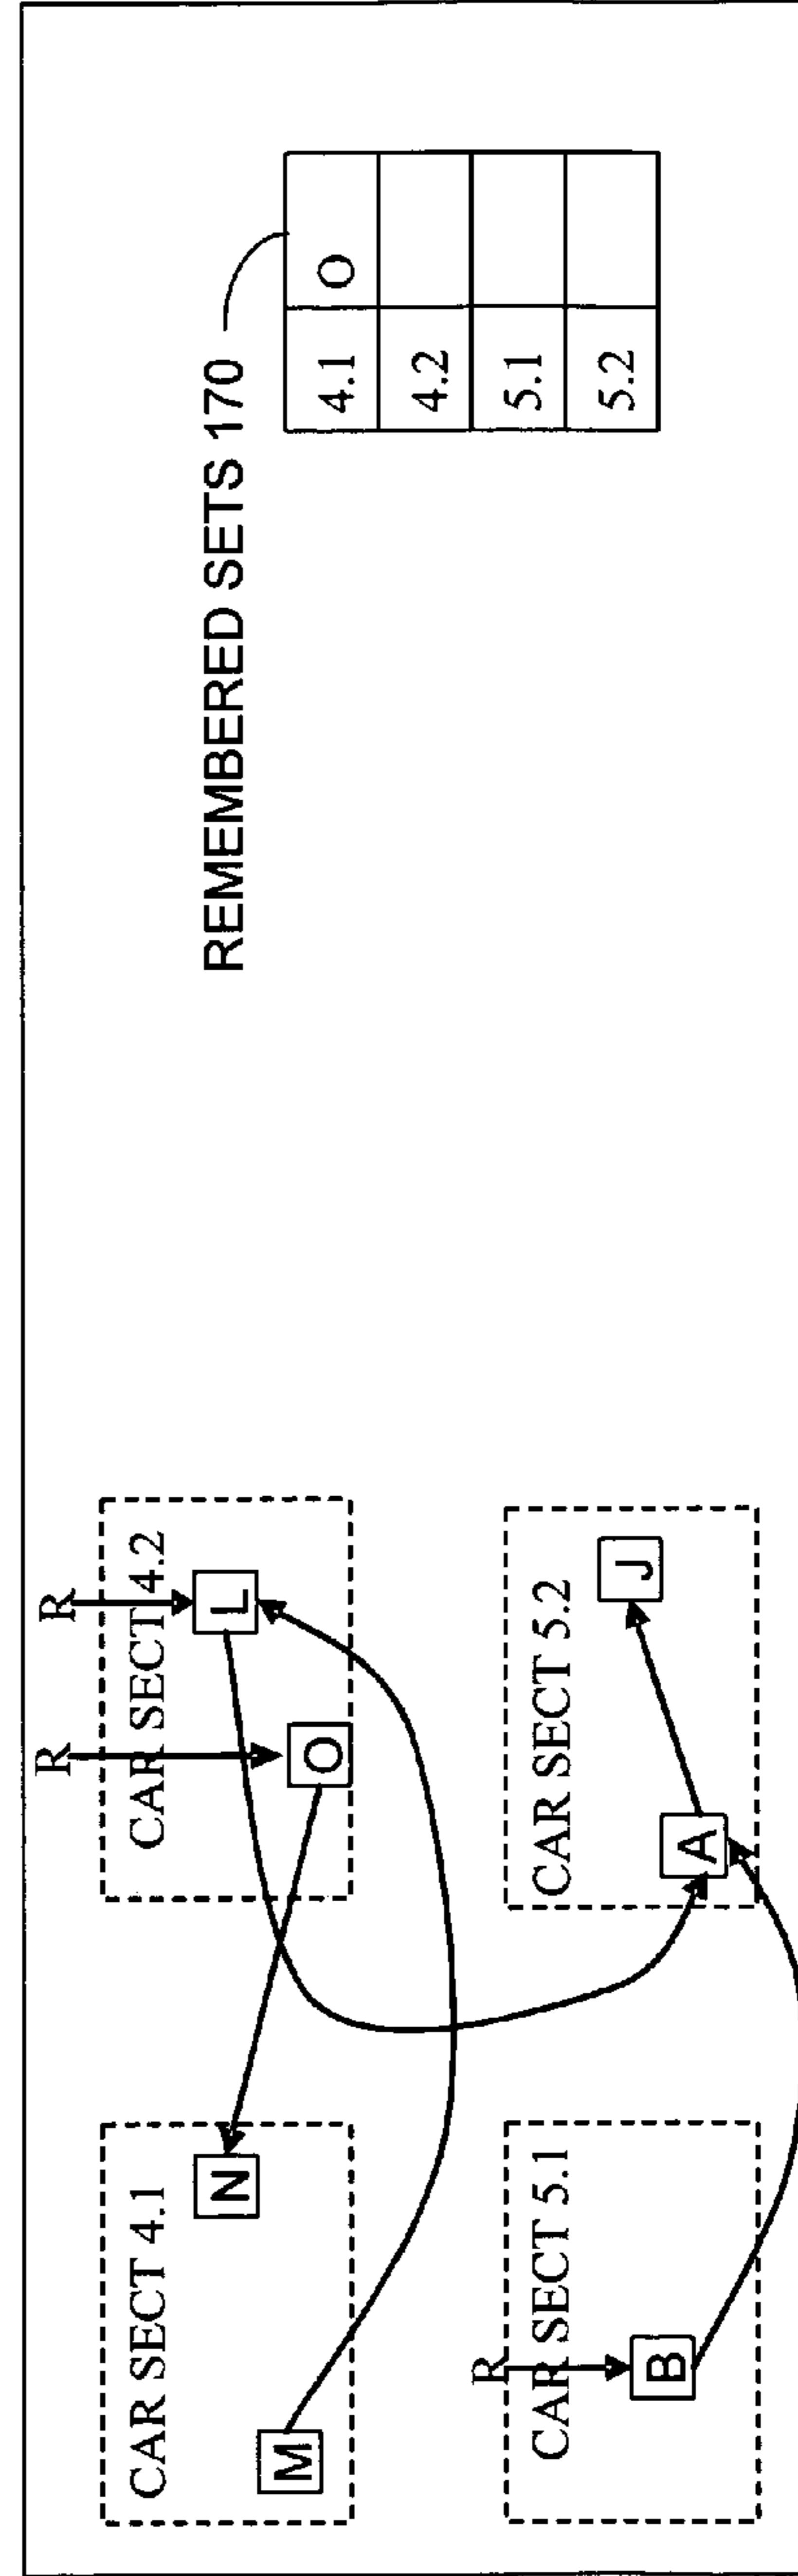 REMEMBERED SETS 170
4.1 O
4.2
5.1
5.2
R R
CAR SECT 4.1 CAR SECT 4.2
M N O L
R
CAR SECT 5.1 CAR SECT 5.2
B A J